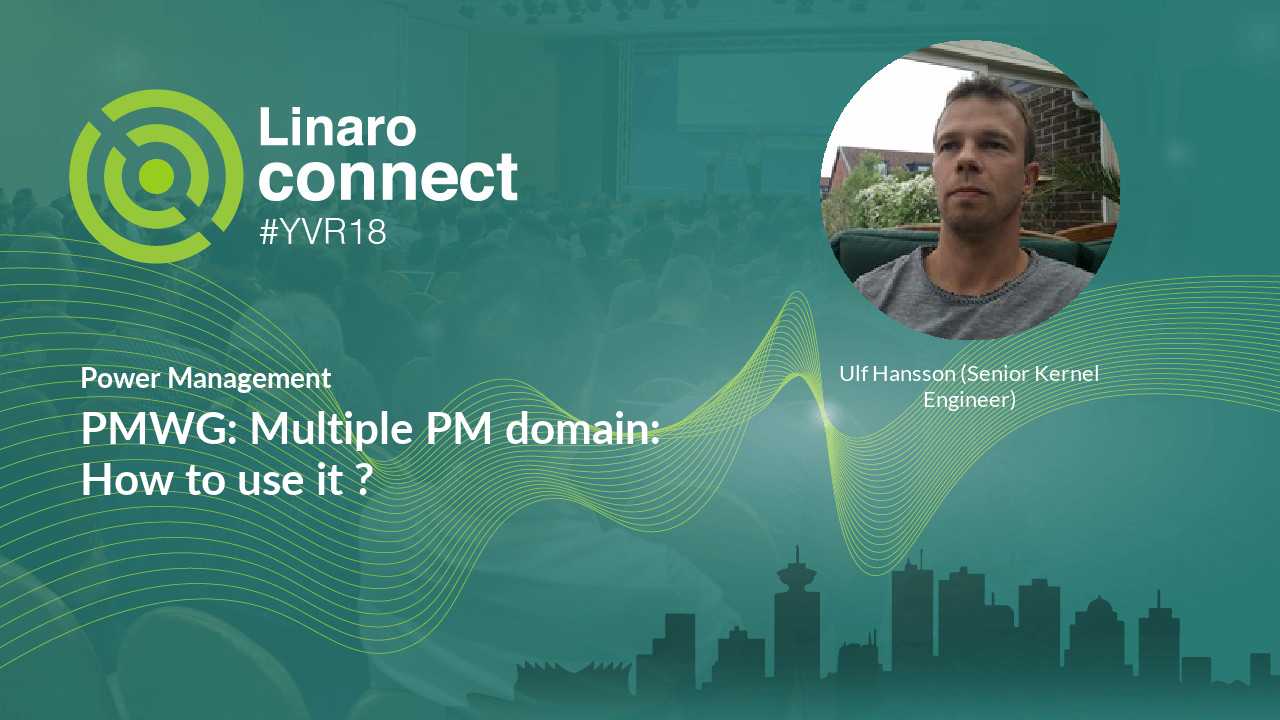 Linaro
connect
#YVR18
Power Management
PMWG: Multiple PM domain:
How to use it ?
Ulf Hansson (Senior Kernel
Engineer)